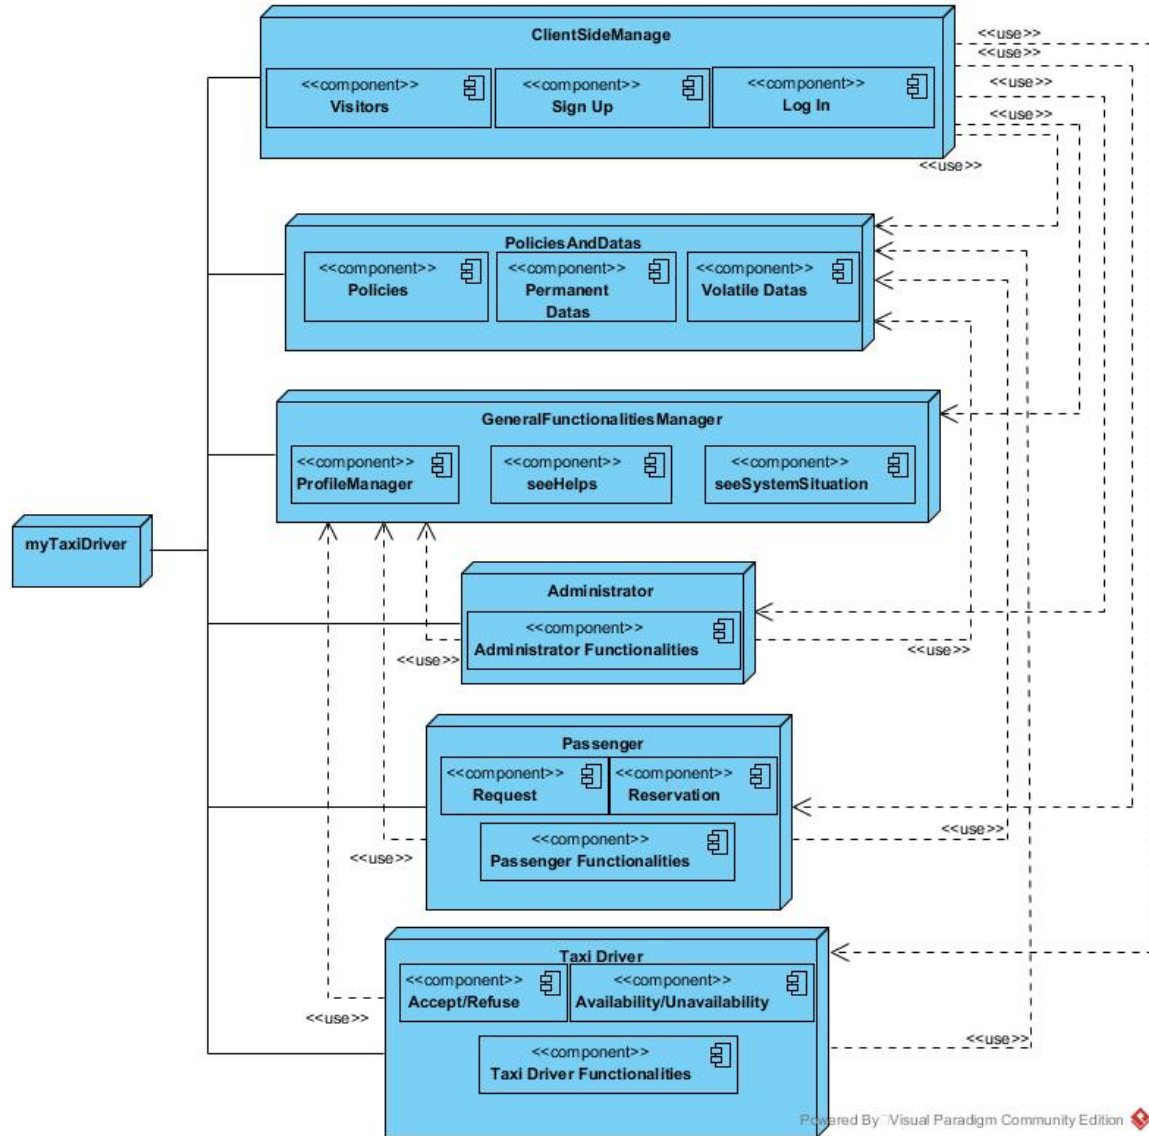 ClientSideManage
<<component>>
Visitors
<<component>>
Sign Up
<<component>>
Log In
<<use>>
<<use>>
<<use>>
<<use>>
<<use>>
PoliciesAndDatas
<<component>>
Policies
<<component>>
Permanent
Datas
<<component>>
Volatile Datas
GeneralFunctionalitiesManager
<<component>>
ProfileManager
<<component>>
seeHelps
<<component>>
seeSystemSituation
myTaxiDriver
Administrator
<<component>>
Administrator Functionalities
<<use>>
<<use>>
Passenger
<<component>>
Request
<<component>>
Reservation
<<component>>
Passenger Functionalities
<<use>>
<<use>>
Taxi Driver
<<component>>
Accept/Refuse
<<component>>
Availability/Unavailability
<<component>>
Taxi Driver Functionalities
<<use>>
<<use>>
Powered By Visual Paradigm Community Edition